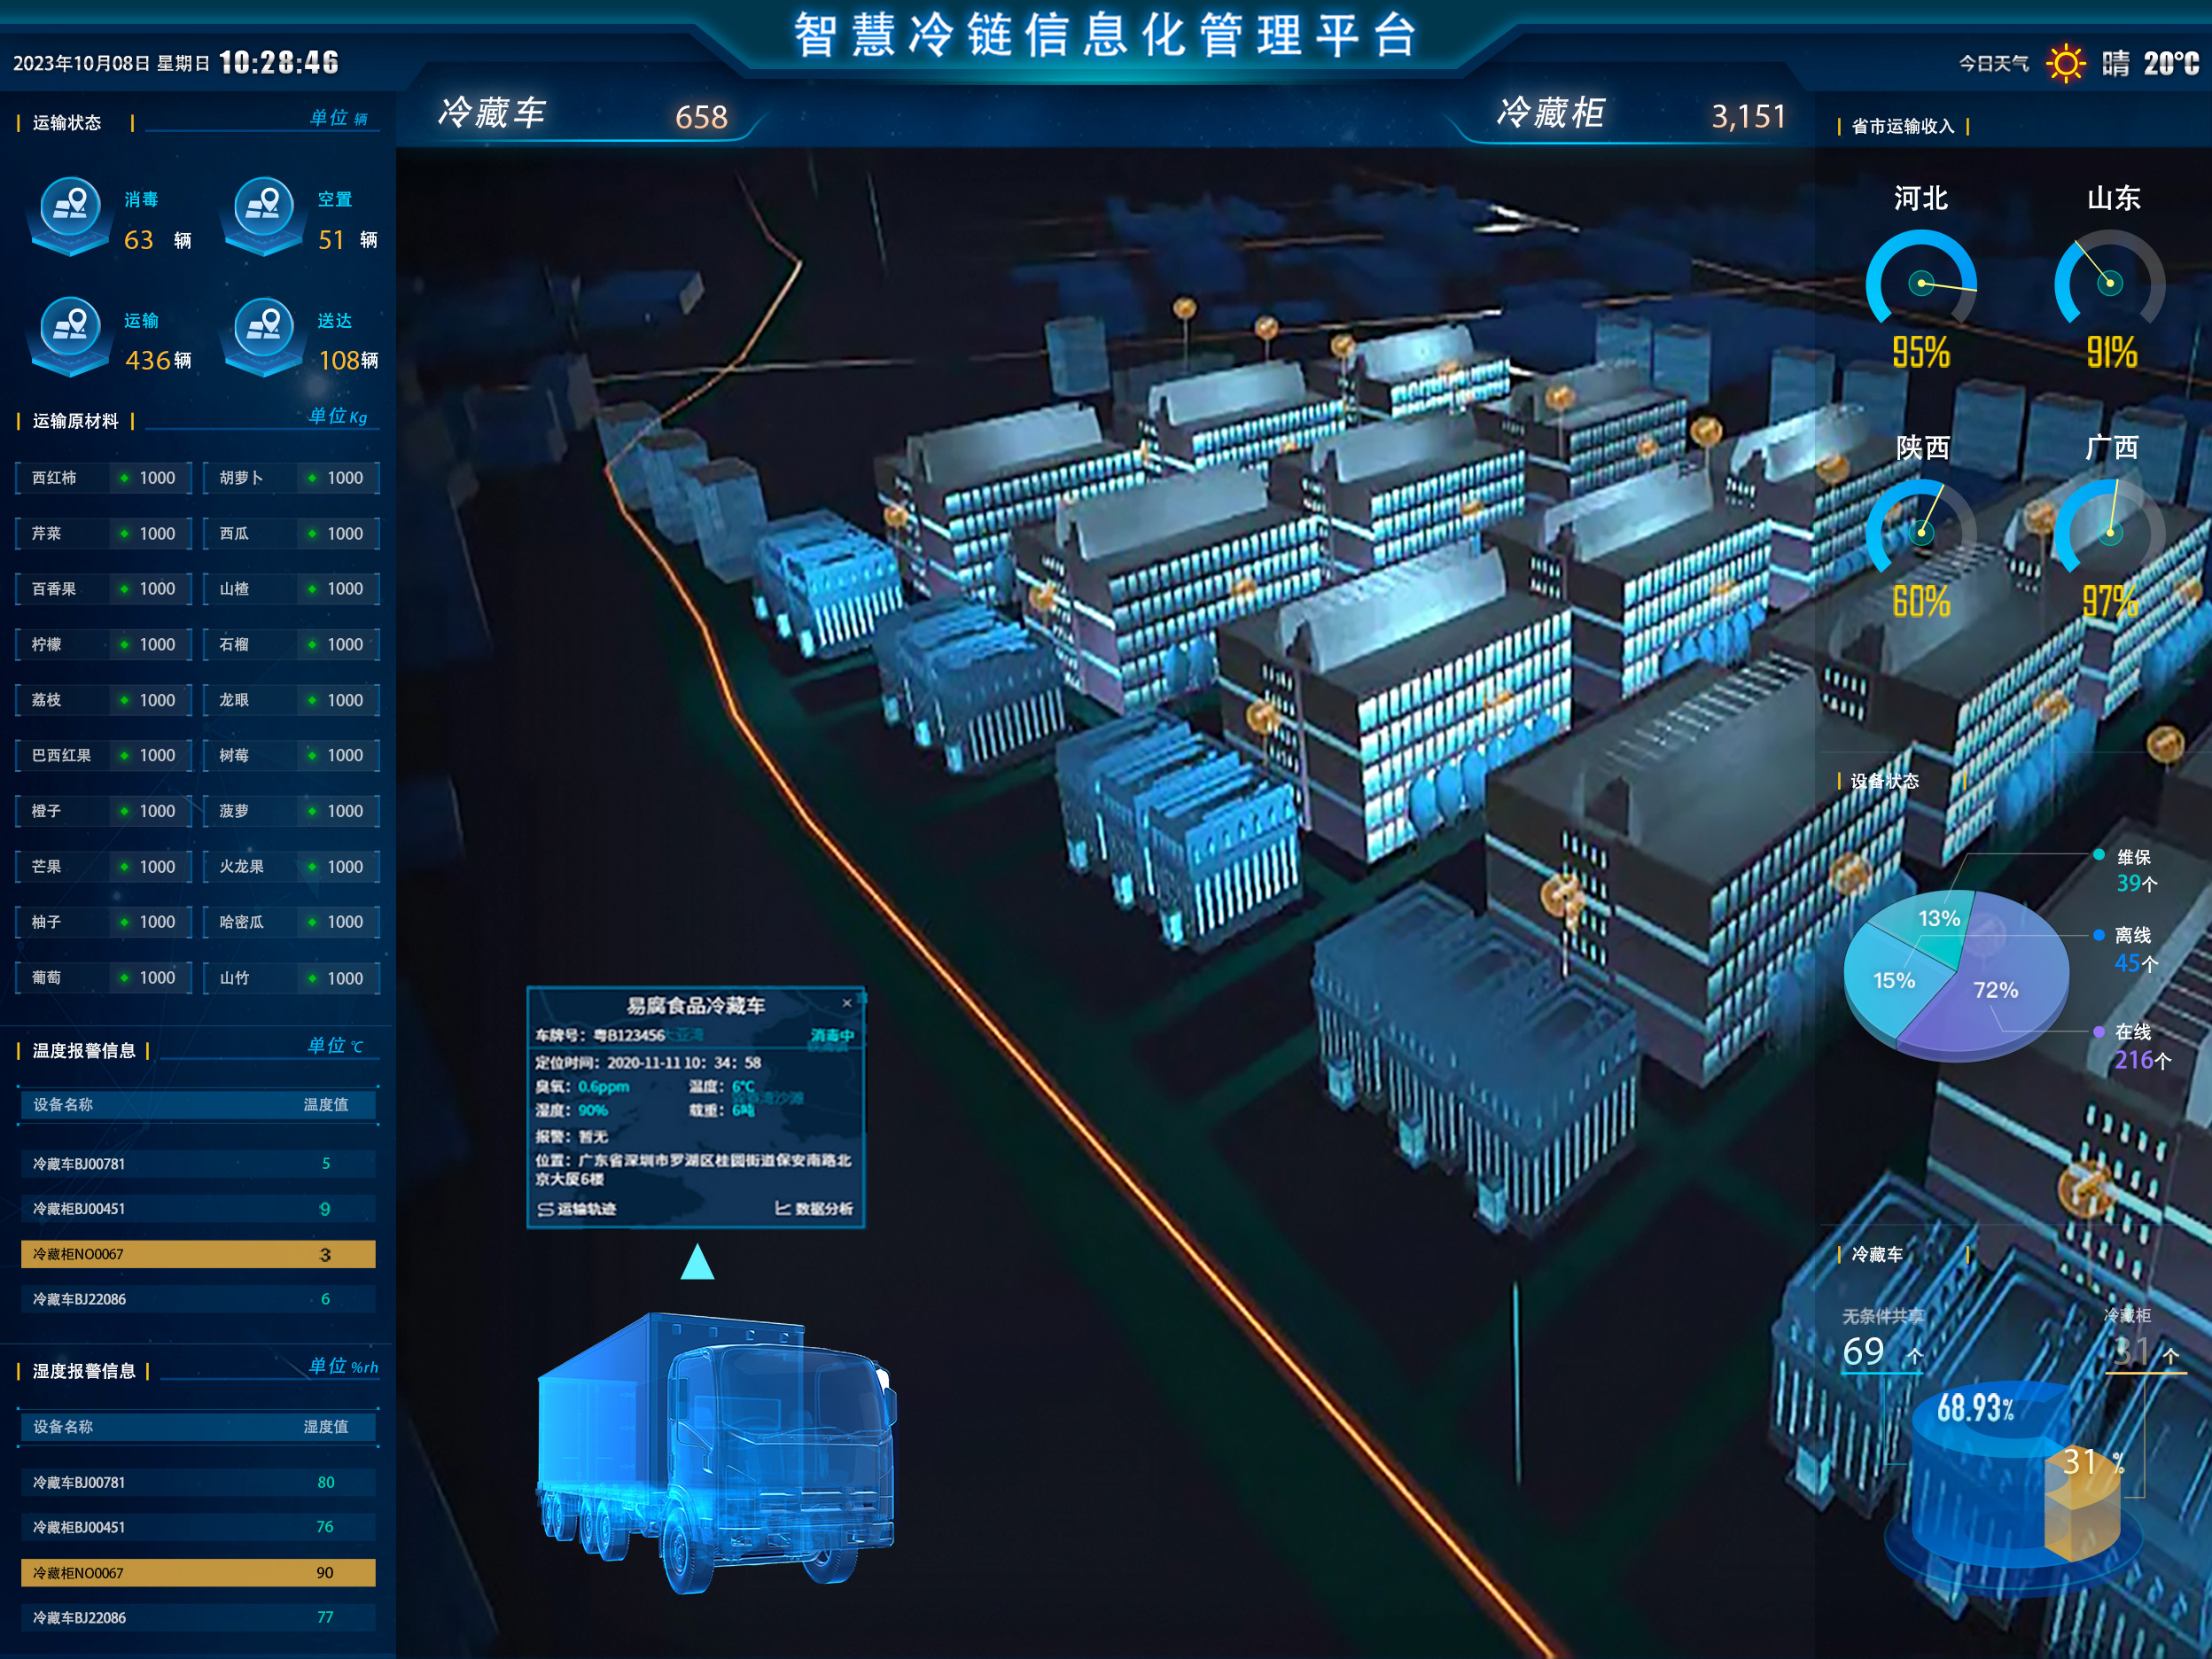 智慧冷链信息化管理平台
2023年10月08日 星期日 10:28:46
今日天气 晴 20°C
冷藏车 658
冷藏柜 3,151
运输状态 单位 辆
消毒 63 辆
空置 51 辆
运输 436辆
送达 108辆
运输原材料 单位 Kg
西红柿 1000 胡萝卜 1000
芹菜 1000 西瓜 1000
百香果 1000 山楂 1000
柠檬 1000 石榴 1000
荔枝 1000 龙眼 1000
巴西红果 1000 树莓 1000
橙子 1000 菠萝 1000
芒果 1000 火龙果 1000
柚子 1000 哈密瓜 1000
葡萄 1000 山竹 1000
温度报警信息 单位 ℃
设备名称 温度值
冷藏车BJ00781 5
冷藏柜BJ00451 9
冷藏柜NO0067 3
冷藏车BJ22086 6
湿度报警信息 单位 %rh
设备名称 湿度值
冷藏车BJ00781 80
冷藏柜BJ00451 76
冷藏柜NO0067 90
冷藏车BJ22086 77
易腐食品冷藏车 ×
车牌号：粤B123456 消毒中
定位时间：2020-11-11 10：34：58
臭氧：0.6ppm 温度：6℃
湿度：90% 载重：6吨
报警：暂无
位置：广东省深圳市罗湖区桂园街道保安南路北
京大厦6楼
运输轨迹 数据分析
省市运输收入
河北 95%
山东 91%
陕西 60%
广西 97%
设备状态
维保
39个
离线
45个
在线
216个
13%
15%
72%
冷藏车
无条件共享
69 个
冷藏柜
31 个
68.93%
31 %